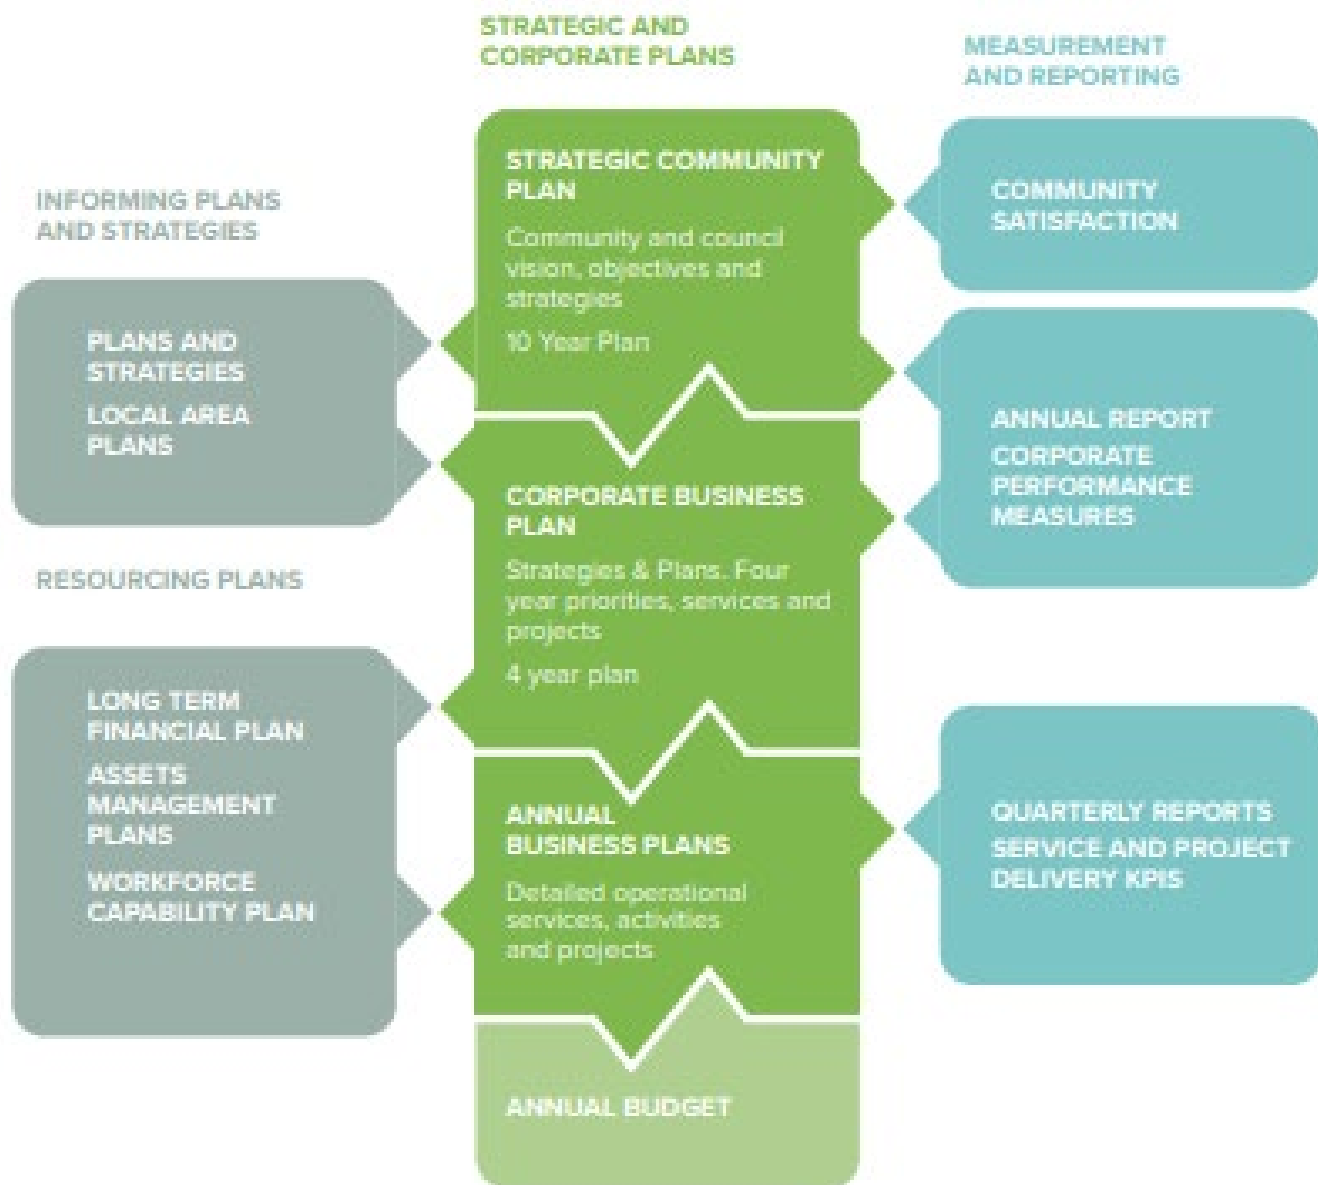 STRATEGIC AND
CORPORATE PLANS
MEASUREMENT
AND REPORTING
INFORMING PLANS
AND STRATEGIES
PLANS AND
STRATEGIES
LOCAL AREA
PLANS
RESOURCING PLANS
LONG TERM
FINANCIAL PLAN
ASSETS
MANAGEMENT
PLANS
WORKFORCE
CAPABILITY PLAN
STRATEGIC COMMUNITY
PLAN
Community and council
vision, objectives and
strategies
10 Year Plan
CORPORATE BUSINESS
PLAN
Strategies & Plans. Four
year priorities, services and
projects
4 year plan
ANNUAL
BUSINESS PLANS
Detailed operational
services, activities
and projects
ANNUAL BUDGET
COMMUNITY
SATISFACTION
ANNUAL REPORT
CORPORATE
PERFORMANCE
MEASURES
QUARTERLY REPORTS
SERVICE AND PROJECT
DELIVERY KPIS